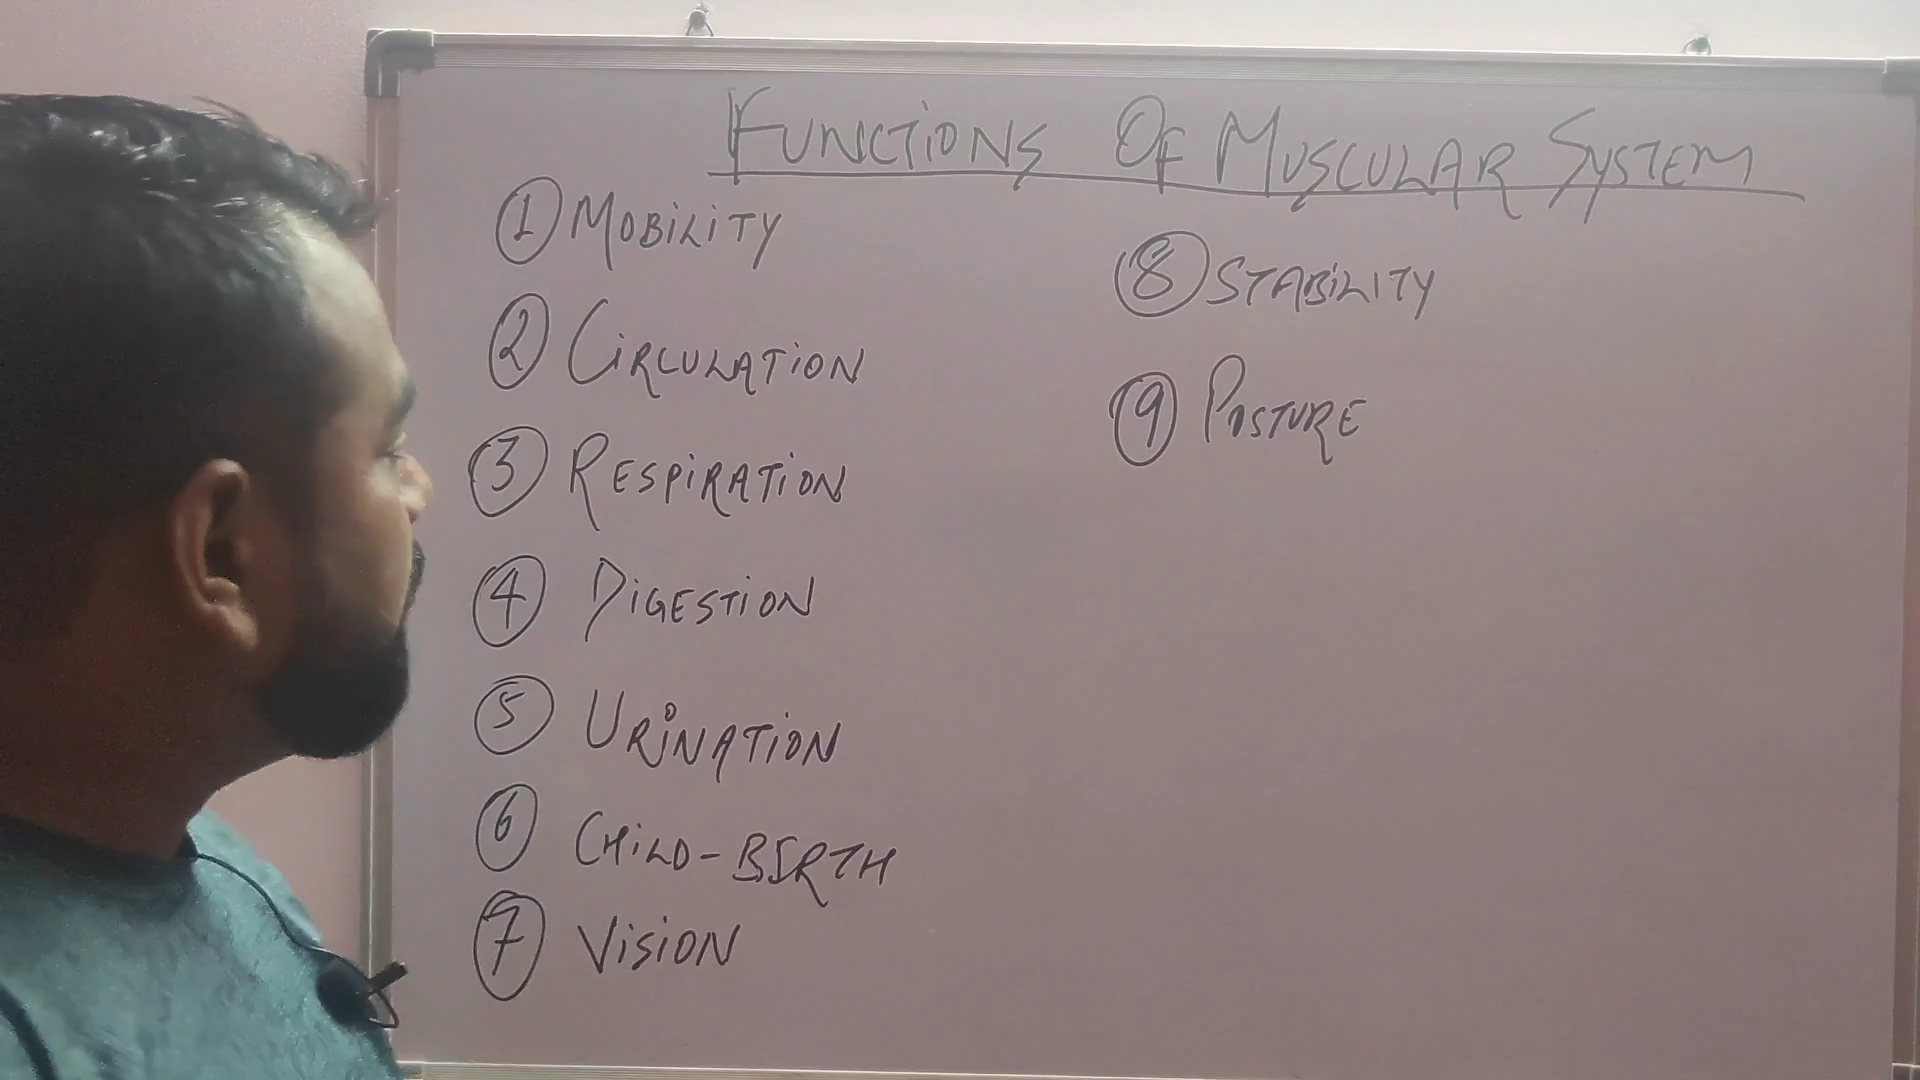 FUNCTIONS OF MUSCULAR SYSTEM
1 MOBILITY
2 CIRCULATION
3 RESPIRATION
4 DIGESTION
5 URINATION
6 CHILD-BIRTH
7 VISION
8 STABILITY
9 POSTURE